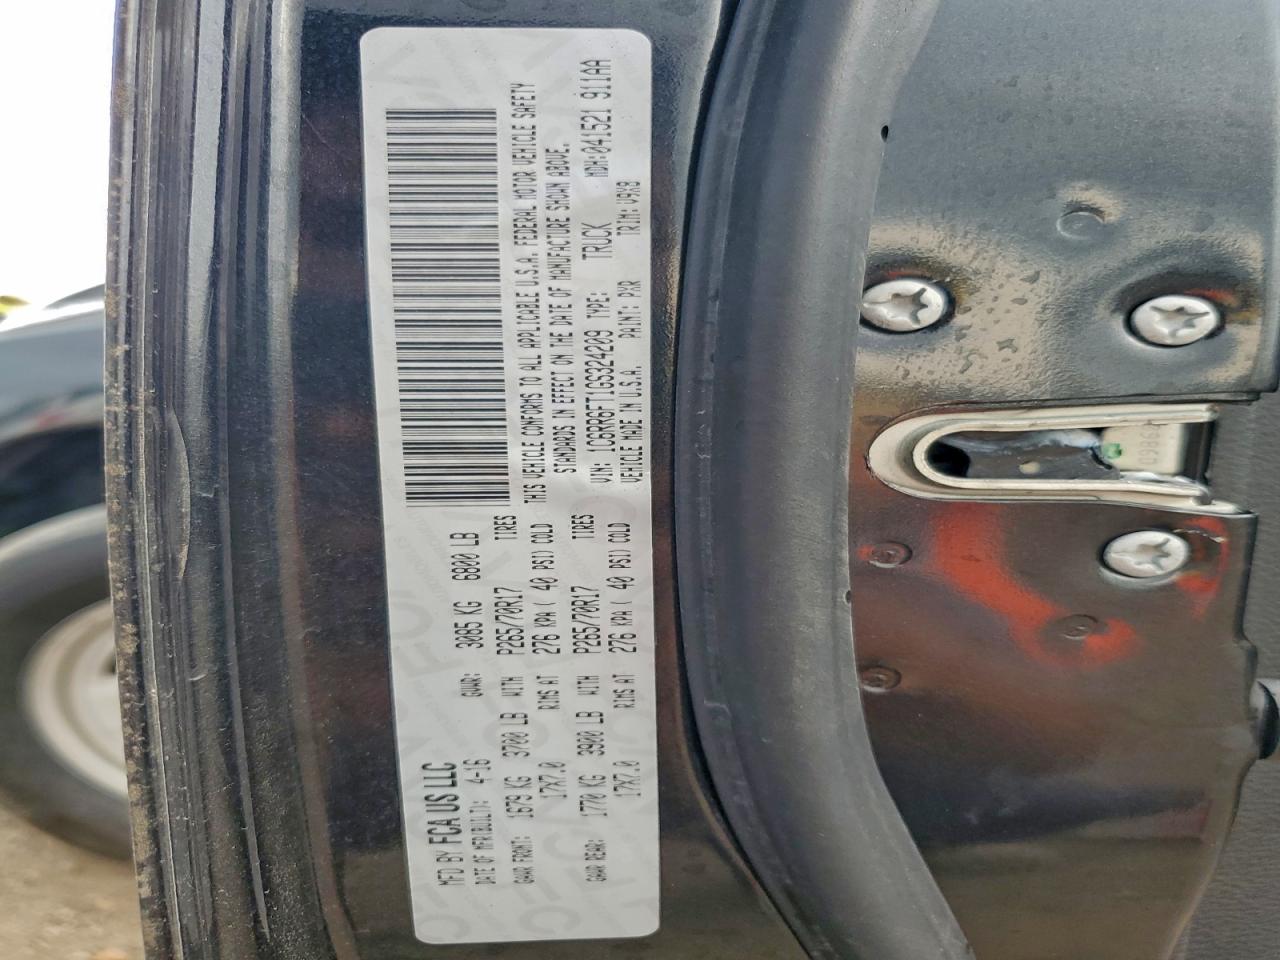 MFD BY FCA US LLC
DATE OF MFR(BUILT): 4-16 GVWR: 3085 KG 6800 LB
GAWR FRONT: 1679 KG 3700 LB WITH P265/70R17 TIRES
17X7.0 RIMS AT 276 KPA( 40 PSI) COLD
GAWR REAR: 1770 KG 3900 LB WITH P265/70R17 TIRES
17X7.0 RIMS AT 276 KPA( 40 PSI) COLD
THIS VEHICLE CONFORMS TO ALL APPLICABLE U.S.A. FEDERAL MOTOR VEHICLE SAFETY
STANDARDS IN EFFECT ON THE DATE OF MANUFACTURE SHOWN ABOVE.
VIN: 1C6RR6FT1GS324209 TYPE: TRUCK MDH:041521 911AA
VEHICLE MADE IN U.S.A. PAINT: PXR TRIM: V9X8